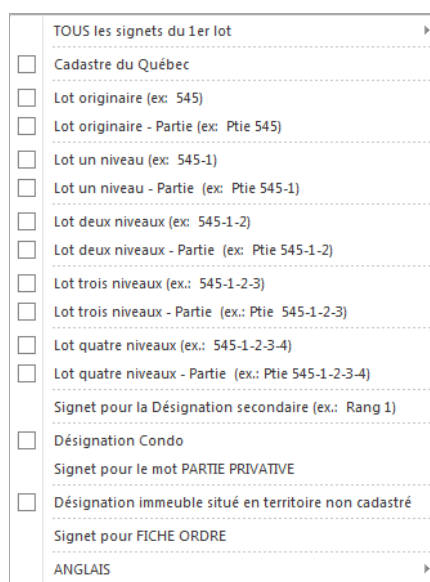 TOUS les signets du 1er lot
Cadastre du Québec
Lot originaire (ex: 545)
Lot originaire - Partie (ex: Ptie 545)
Lot un niveau (ex: 545-1)
Lot un niveau - Partie (ex: Ptie 545-1)
Lot deux niveaux (ex: 545-1-2)
Lot deux niveaux - Partie (ex: Ptie 545-1-2)
Lot trois niveaux (ex.: 545-1-2-3)
Lot trois niveaux - Partie (ex.: Ptie 545-1-2-3)
Lot quatre niveaux (ex.: 545-1-2-3-4)
Lot quatre niveaux - Partie (ex.: Ptie 545-1-2-3-4)
Signet pour la Désignation secondaire (ex.: Rang 1)
Désignation Condo
Signet pour le mot PARTIE PRIVATIVE
Désignation immeuble situé en territoire non cadastré
Signet pour FICHE ORDRE
ANGLAIS